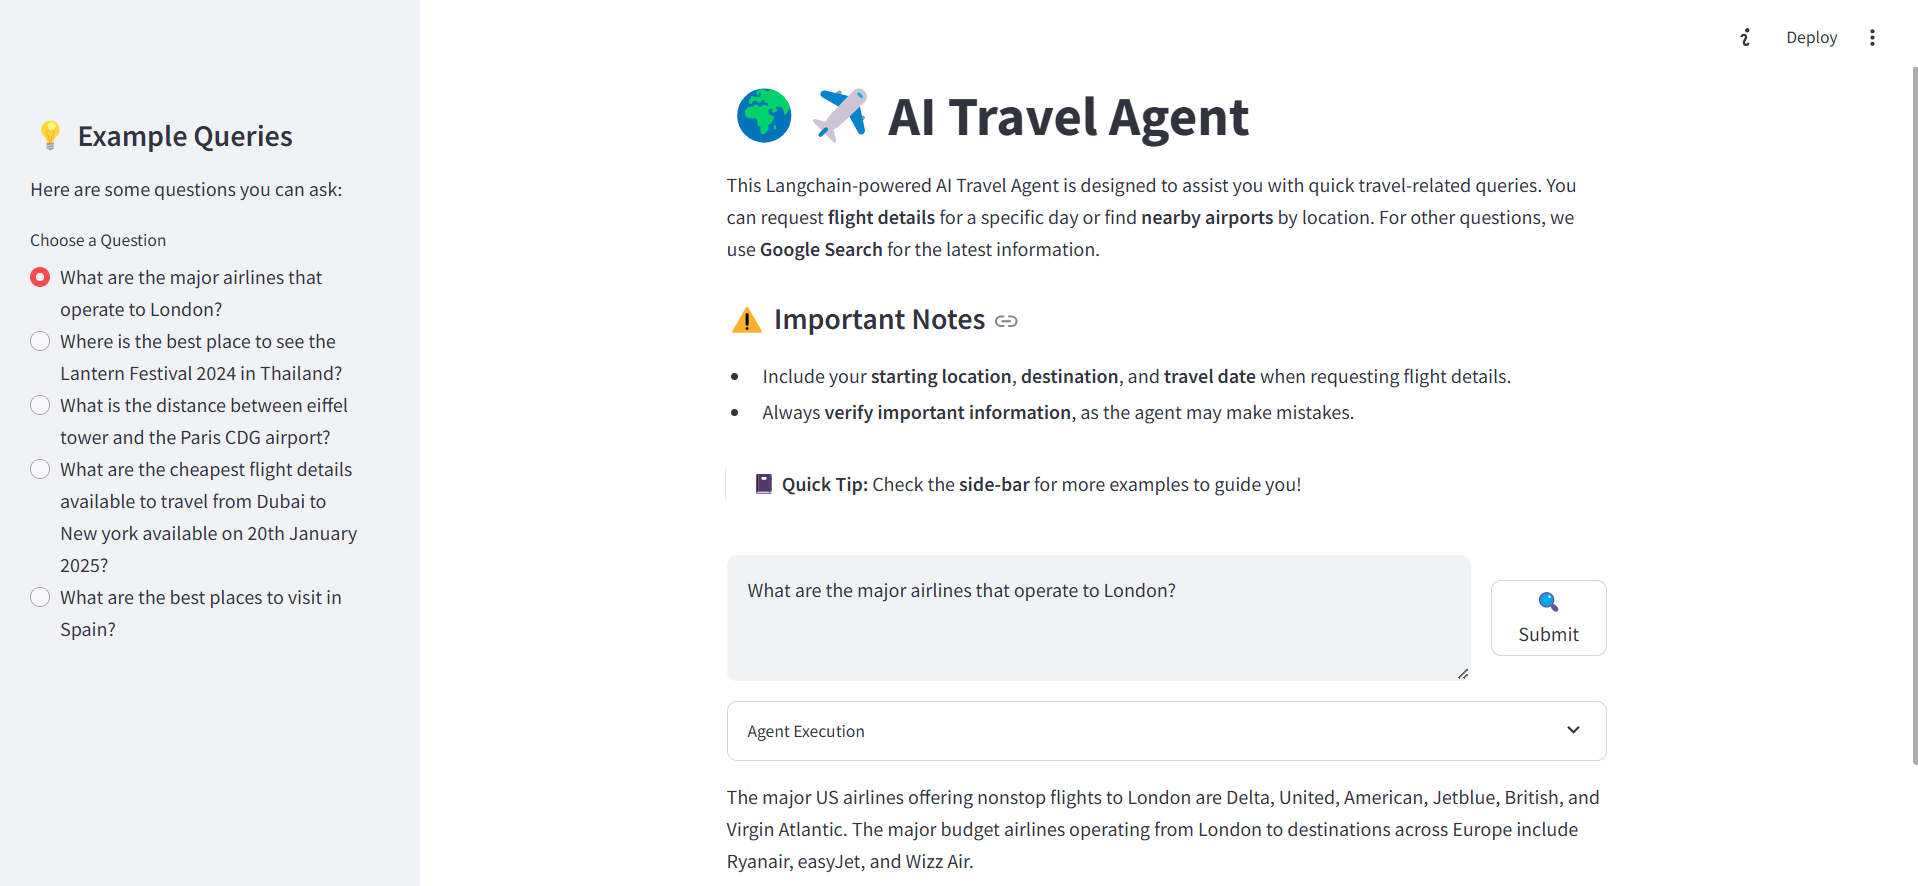 Deploy
💡 Example Queries
Here are some questions you can ask:
Choose a Question
What are the major airlines that
operate to London?
Where is the best place to see the
Lantern Festival 2024 in Thailand?
What is the distance between eiffel
tower and the Paris CDG airport?
What are the cheapest flight details
available to travel from Dubai to
New york available on 20th January
2025?
What are the best places to visit in
Spain?
🌍 ✈️ AI Travel Agent
This Langchain-powered AI Travel Agent is designed to assist you with quick travel-related queries. You
can request flight details for a specific day or find nearby airports by location. For other questions, we
use Google Search for the latest information.
⚠️ Important Notes
• Include your starting location, destination, and travel date when requesting flight details.
• Always verify important information, as the agent may make mistakes.
Quick Tip: Check the side-bar for more examples to guide you!
What are the major airlines that operate to London?
Submit
Agent Execution
The major US airlines offering nonstop flights to London are Delta, United, American, Jetblue, British, and
Virgin Atlantic. The major budget airlines operating from London to destinations across Europe include
Ryanair, easyJet, and Wizz Air.